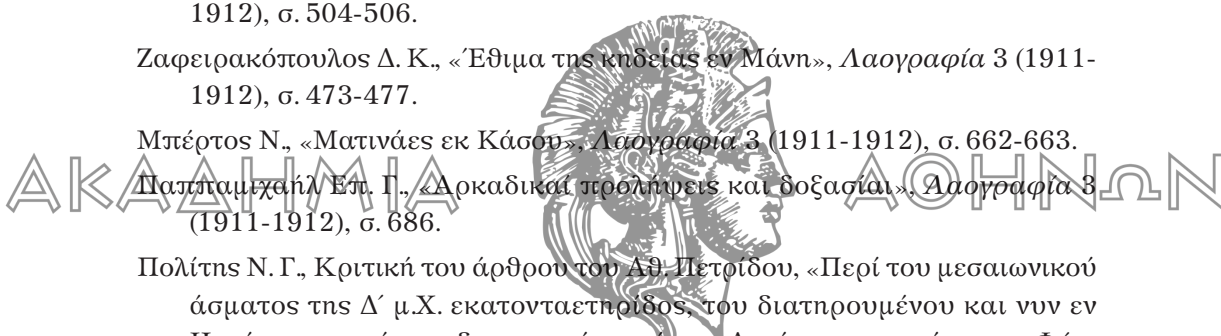 1912), σ. 504-506.
Ζαφειρακόπουλος Δ. Κ., «Έθιμα της κηδείας εν Μάνη», Λαογραφία 3 (1911-
1912), σ. 473-477.
Μπέρτος Ν., «Ματινάες εκ Κάσου», Λαογραφία 3 (1911-1912), σ. 662-663.
ΑΚΑΔΗΜΙΑ ΑΘΗΝΩΝ
Παππαμιχαήλ Επ. Γ., «Αρκαδικαί προλήψεις και δοξασίαι», Λαογραφία 3
(1911-1912), σ. 686.
Πολίτης Ν. Γ., Κριτική του άρθρου του Αθ. Πετρίδου, «Περί του μεσαιωνικού
άσματος της Δ΄ μ.Χ. εκατονταετηρίδος, του διατηρουμένου και νυν εν